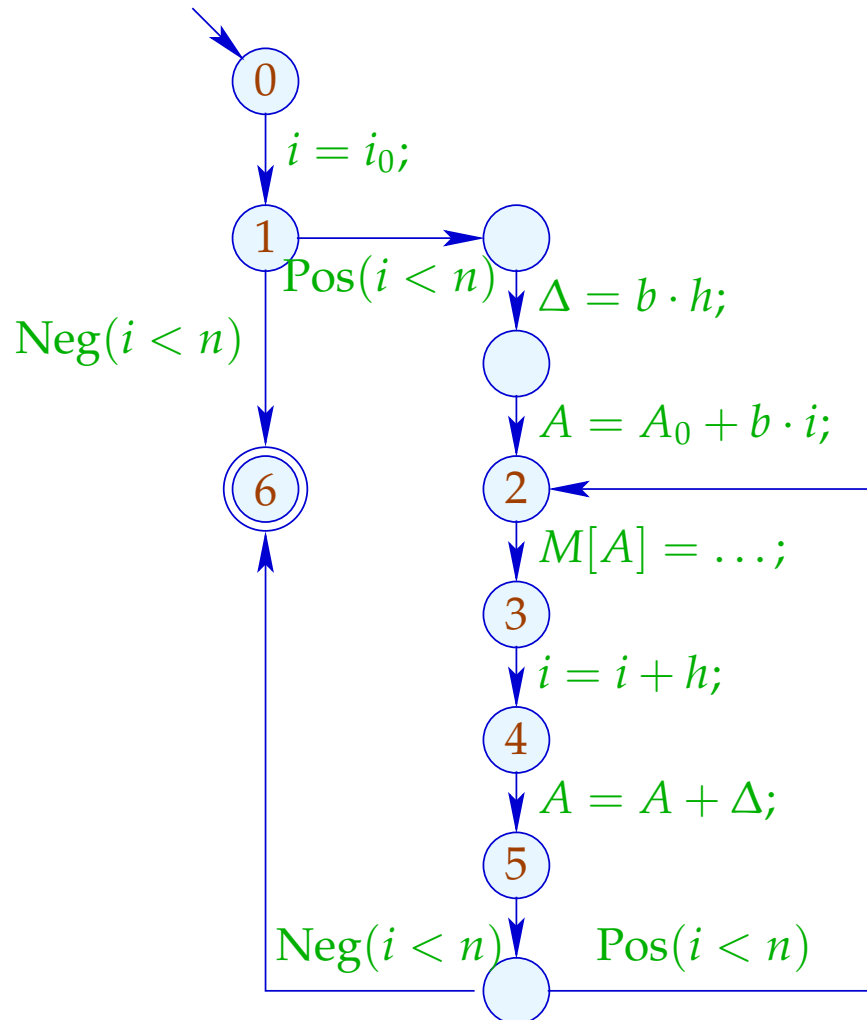 0
i = i₀;
1
Pos(i < n)
Δ = b · h;
Neg(i < n)
A = A₀ + b · i;
6
2
M[A] = . . . ;
3
i = i + h;
4
A = A + Δ;
5
Neg(i < n)
Pos(i < n)